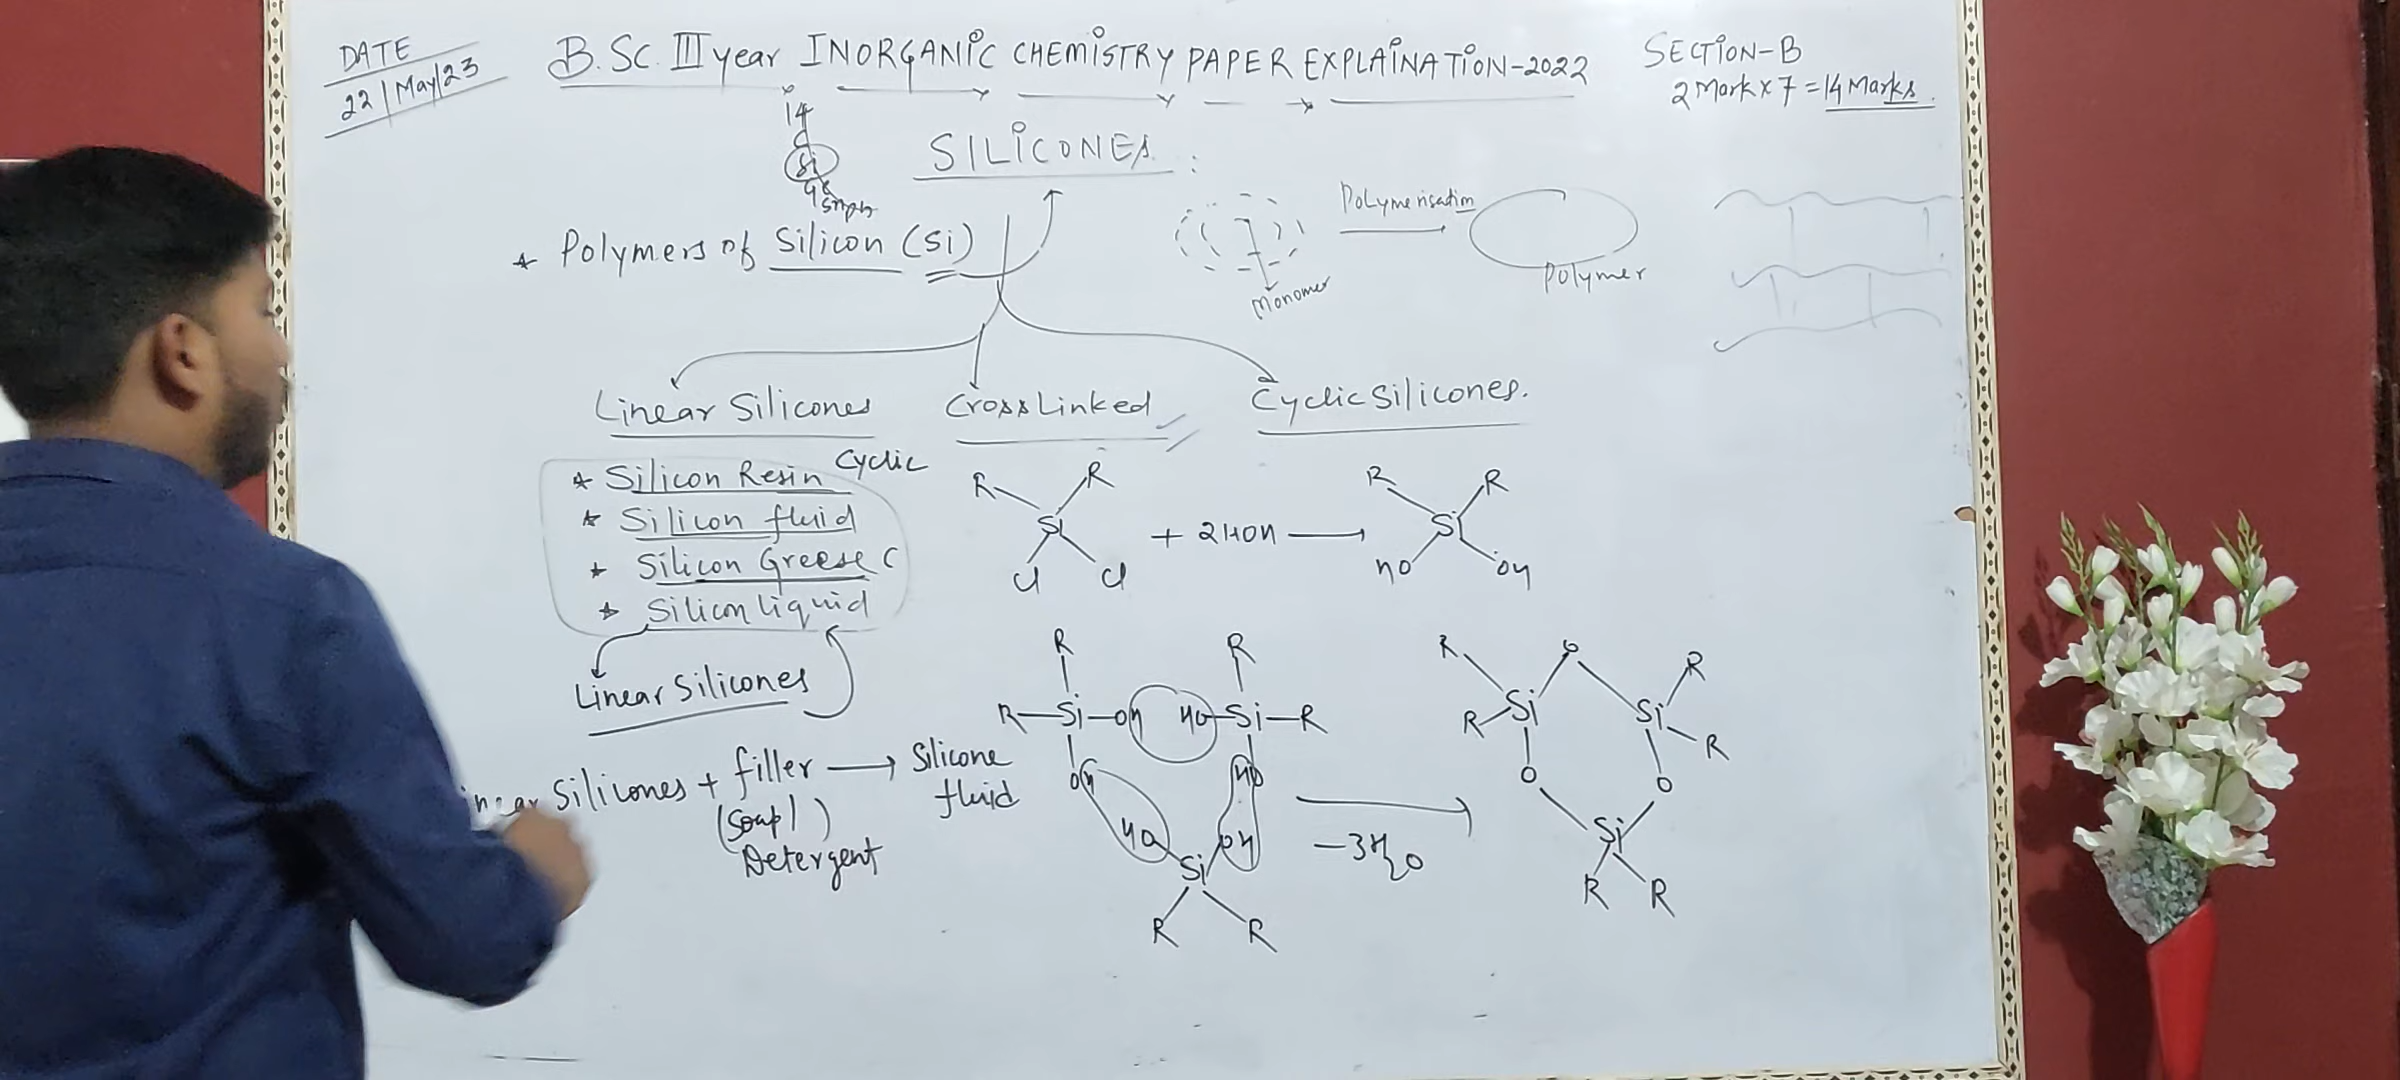 DATE
22/May/23
B.Sc. III year INORGANIC CHEMISTRY PAPER EXPLAINATION-2022
SECTION-B
2 Mark x 7 = 14 Marks.
14
Si
SILICONES :
* Polymers of Silicon (Si)
Monomer
Polymerisation
Polymer
Linear Silicones
Cross Linked
Cyclic Silicones.
* Silicon Resin Cyclic
* Silicon fluid
* Silicon Greese C
* Silicon liquid
Linear Silicones
R R
Si
Cl Cl
+ 2HOH
R R
Si
HO OH
R R
R-Si-OH HO-Si-R
OH HO
HO OH
Si
R R
-3H2O
R O R
Si Si
R R
O O
Si
R R
Silicones + filler → Silicone fluid
(Soap/)
Detergent